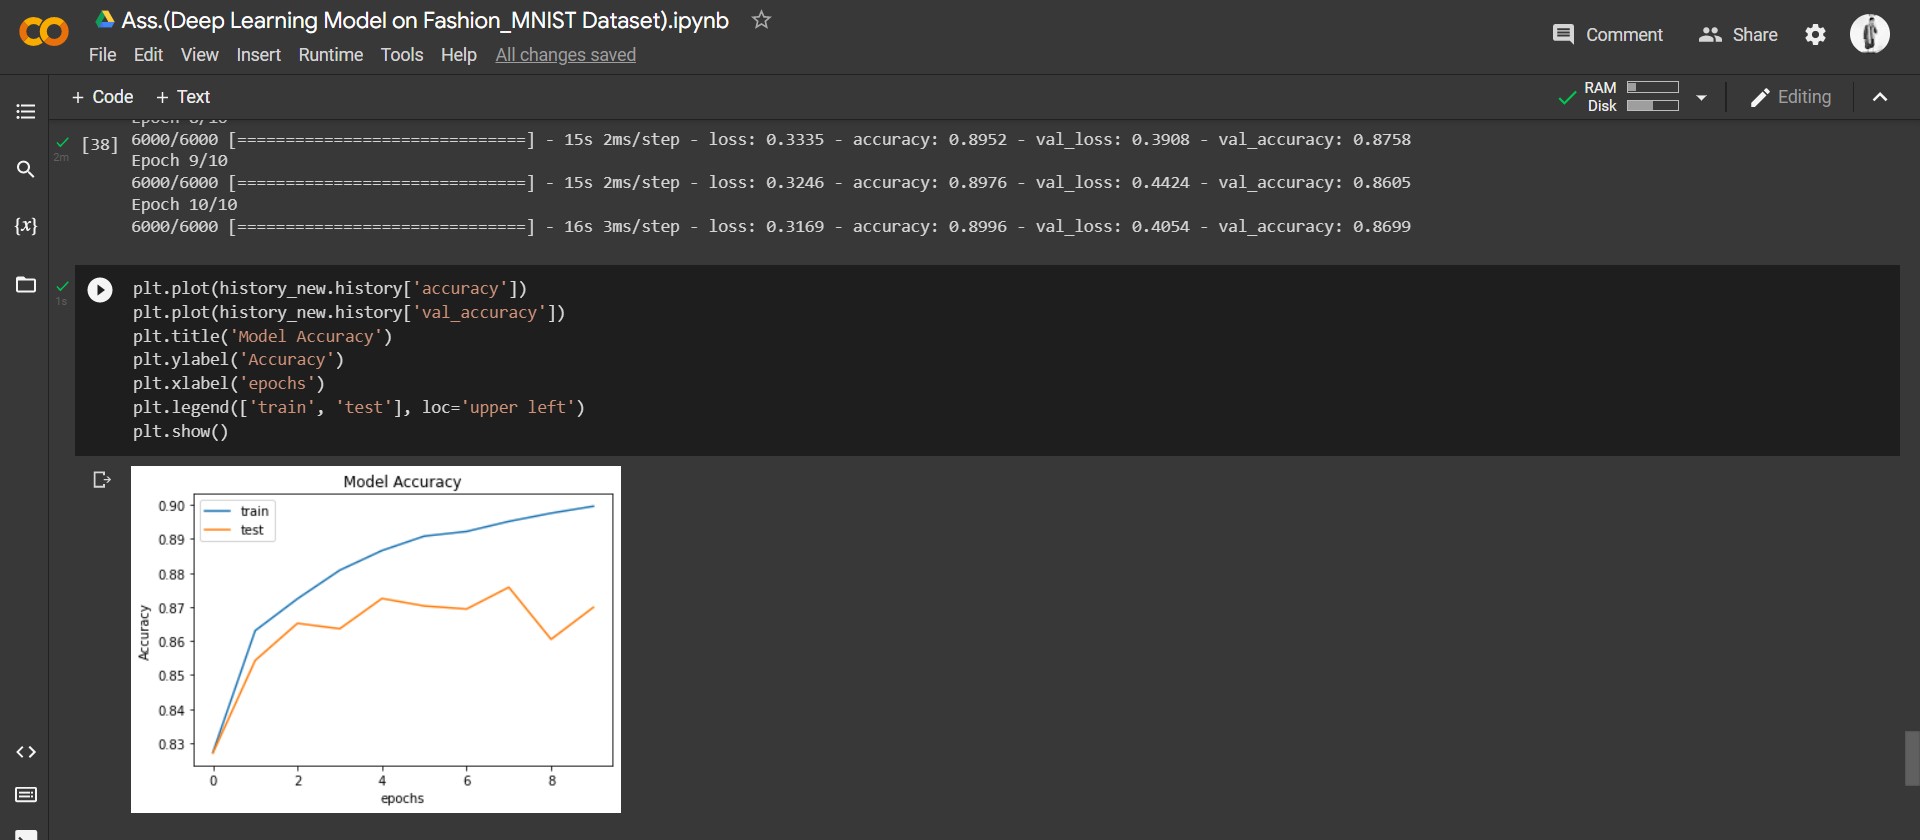 Ass.(Deep Learning Model on Fashion_MNIST Dataset).ipynb
File Edit View Insert Runtime Tools Help All changes saved
Comment Share
+ Code + Text
RAM
Disk
Editing
[38]
2m
6000/6000 [==============================] - 15s 2ms/step - loss: 0.3335 - accuracy: 0.8952 - val_loss: 0.3908 - val_accuracy: 0.8758
Epoch 9/10
6000/6000 [==============================] - 15s 2ms/step - loss: 0.3246 - accuracy: 0.8976 - val_loss: 0.4424 - val_accuracy: 0.8605
Epoch 10/10
6000/6000 [==============================] - 16s 3ms/step - loss: 0.3169 - accuracy: 0.8996 - val_loss: 0.4054 - val_accuracy: 0.8699
{x}
1s
plt.plot(history_new.history['accuracy'])
plt.plot(history_new.history['val_accuracy'])
plt.title('Model Accuracy')
plt.ylabel('Accuracy')
plt.xlabel('epochs')
plt.legend(['train', 'test'], loc='upper left')
plt.show()
Model Accuracy
train
test
0.90
0.89
0.88
0.87
0.86
0.85
0.84
0.83
Accuracy
0 2 4 6 8
epochs